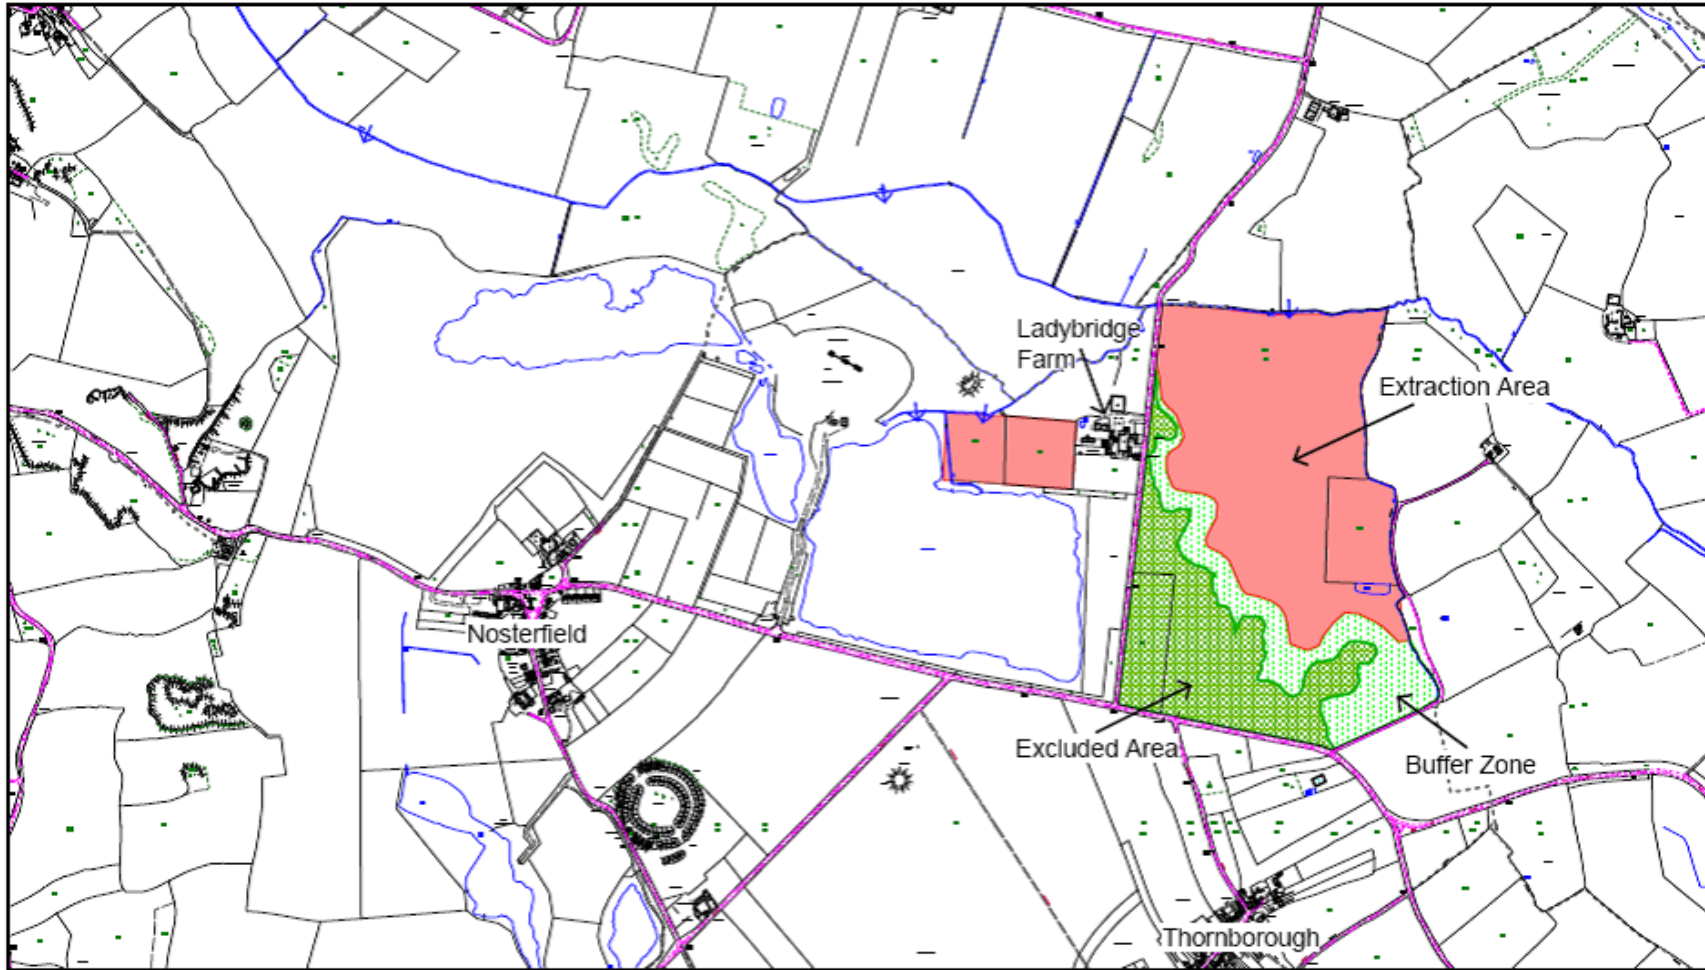 Ladybridge
Farm
Extraction Area
Nosterfield
Excluded Area
Buffer Zone
Thornborough